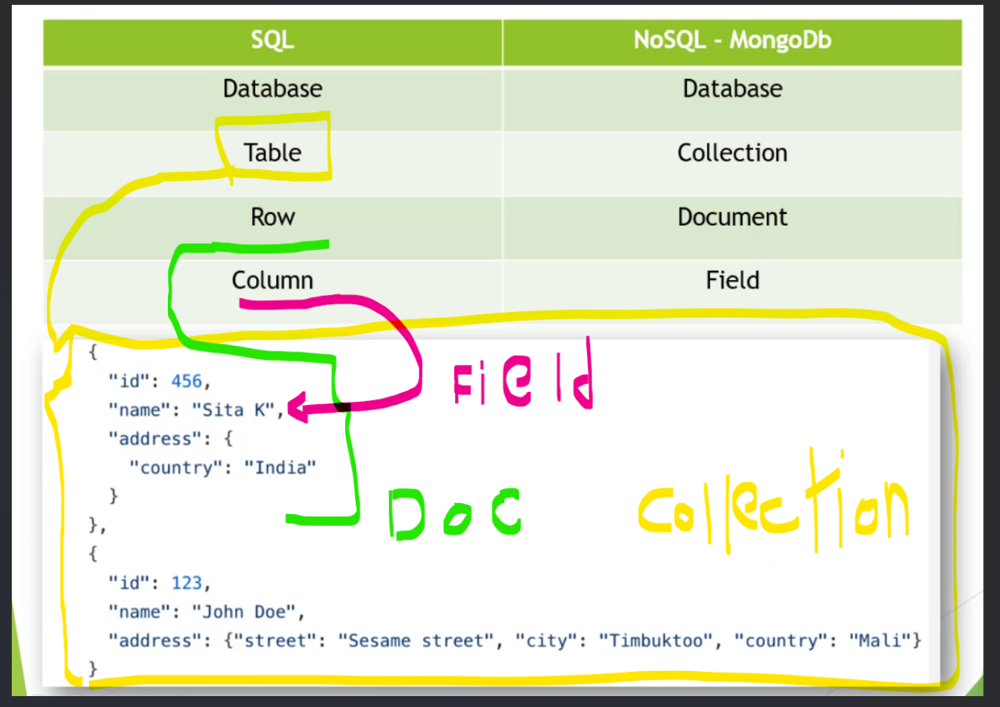 SQL NoSQL - MongoDb
Database Database
Table Collection
Row Document
Column Field
{
"id": 456,
"name": "Sita K",
"address": {
"country": "India"
}
},
{
"id": 123,
"name": "John Doe",
"address": {"street": "Sesame street", "city": "Timbuktoo", "country": "Mali"}
}
Field
Doc
Collection